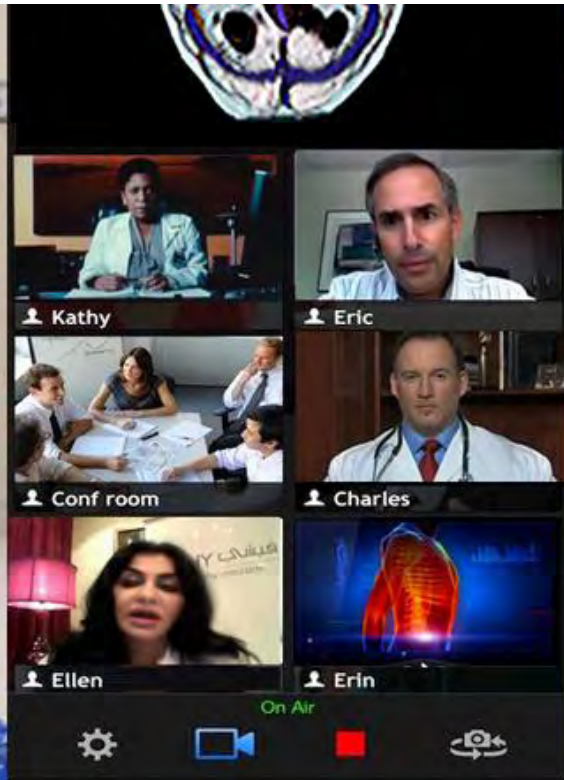 Kathy
Eric
Conf room
Charles
Ellen
Erin
On Air